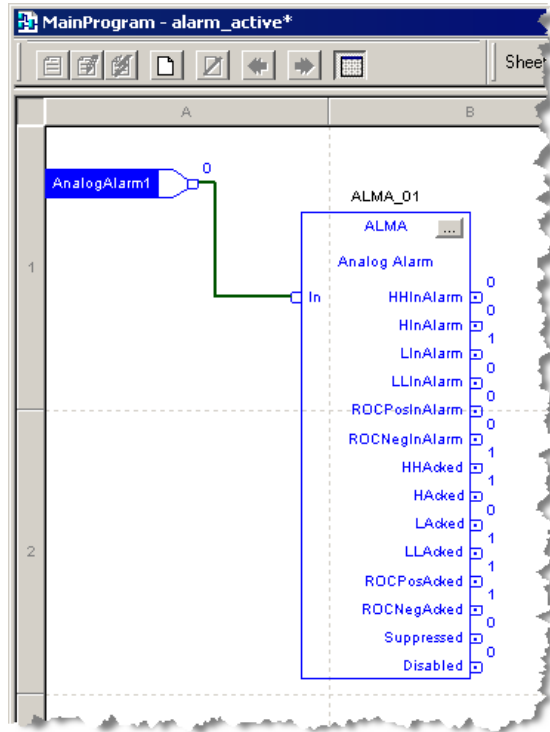 MainProgram - alarm_active*
Sheet
A B
0
AnalogAlarm1
ALMA_01
ALMA ...
Analog Alarm
1
0
In HHInAlarm
0
HInAlarm
1
LInAlarm
0
LLInAlarm
0
ROCPosInAlarm
0
ROCNegInAlarm
1
HHAcked
1
HAcked
0
LAcked
1
2
LLAcked
1
ROCPosAcked
1
ROCNegAcked
0
Suppressed
0
Disabled